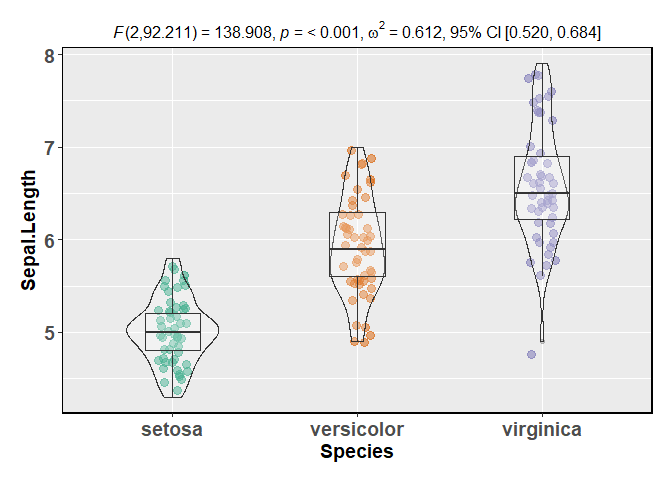 F(2,92.211) = 138.908, p = < 0.001, ω² = 0.612, 95% CI [0.520, 0.684]
8
7
6
5
Sepal.Length
setosa versicolor virginica
Species